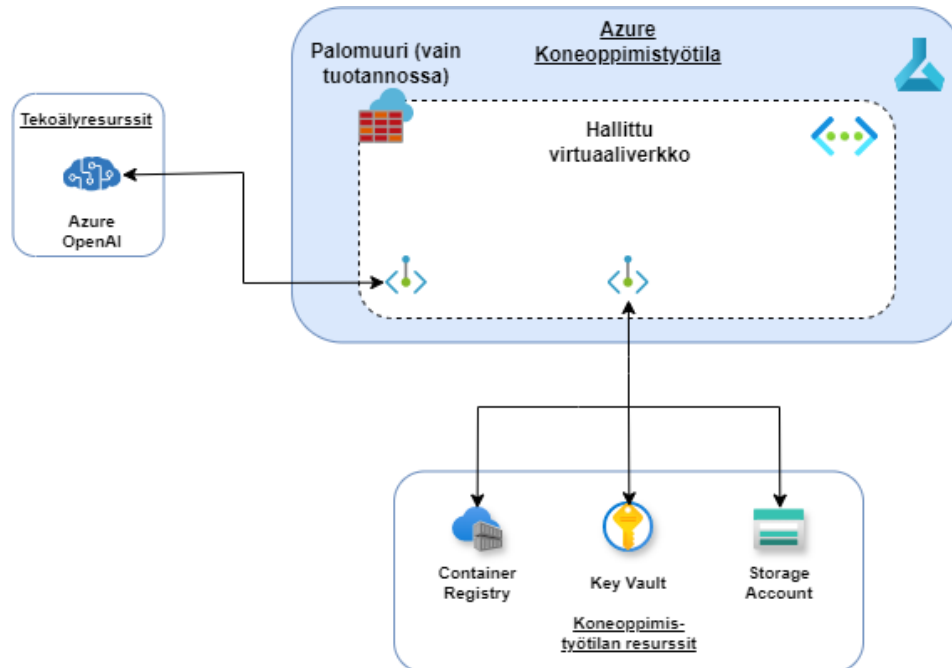 Azure
Koneoppimistyötila
Palomuuri (vain
tuotannossa)
Hallittu
virtuaaliverkko
Tekoälyresurssit
Azure
OpenAI
Container
Registry
Key Vault
Storage
Account
Koneoppimis-
työtilan resurssit